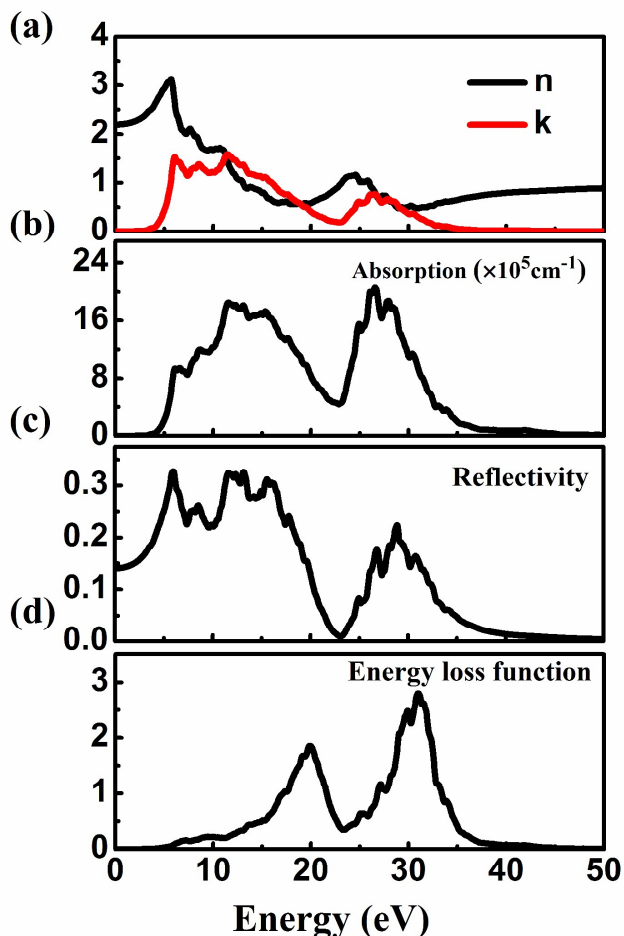 (a)
4
3
2
1
0
n
k
(b)
24
16
8
0
Absorption (×10⁵cm⁻¹)
(c)
0.3
0.2
0.1
0.0
Reflectivity
(d)
3
2
1
0
Energy loss function
0 10 20 30 40 50
Energy (eV)